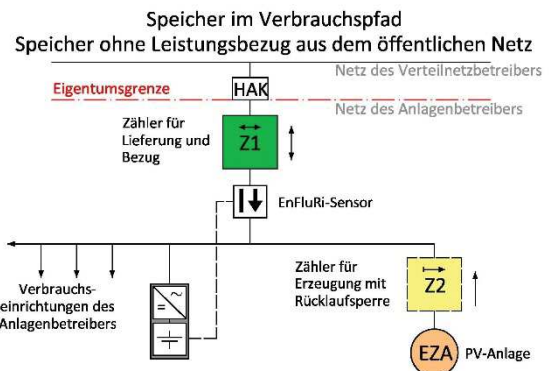 Speicher im Verbrauchspfad
Speicher ohne Leistungsbezug aus dem öffentlichen Netz
Netz des Verteilnetzbetreibers
Eigentumsgrenze
HAK
Netz des Anlagenbetreibers
Zähler für
Lieferung und
Bezug
Z1
EnFluRi-Sensor
Verbrauchs-
einrichtungen des
Anlagenbetreibers
Zähler für
Erzeugung mit
Rücklaufsperre
Z2
EZA
PV-Anlage